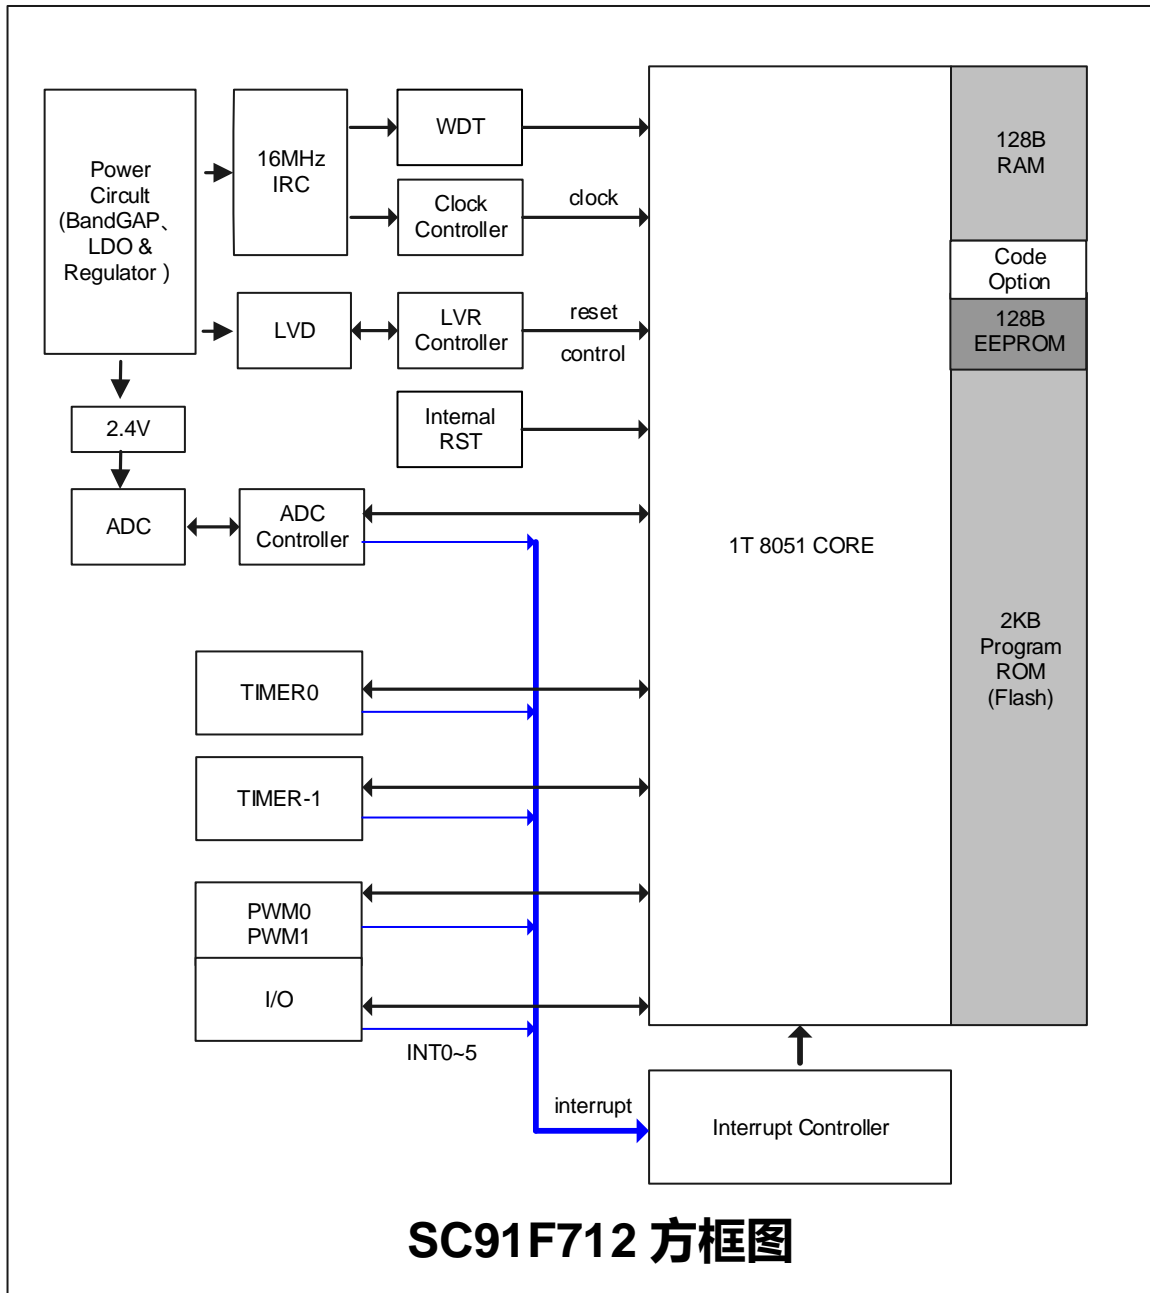 Power
Circuit
(BandGAP、
LDO &
Regulator )
16MHz
IRC
WDT
Clock
Controller
clock
LVD
LVR
Controller
reset
control
Internal
RST
2.4V
ADC
ADC
Controller
1T 8051 CORE
128B
RAM
Code
Option
128B
EEPROM
2KB
Program
ROM
(Flash)
TIMER0
TIMER-1
PWM0
PWM1
I/O
INT0~5
interrupt
Interrupt Controller
SC91F712 方框图